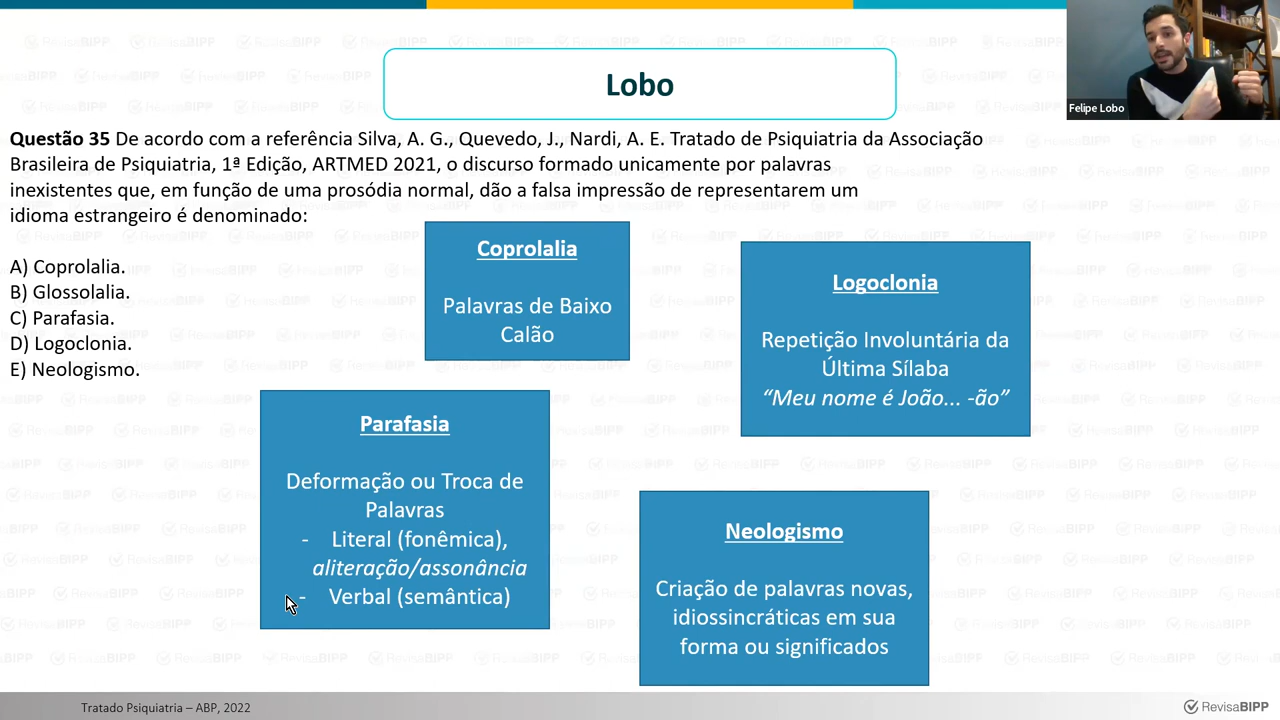 Lobo
Felipe Lobo
Questão 35 De acordo com a referência Silva, A. G., Quevedo, J., Nardi, A. E. Tratado de Psiquiatria da Associação
Brasileira de Psiquiatria, 1ª Edição, ARTMED 2021, o discurso formado unicamente por palavras
inexistentes que, em função de uma prosódia normal, dão a falsa impressão de representarem um
idioma estrangeiro é denominado:
A) Coprolalia.
B) Glossolalia.
C) Parafasia.
D) Logoclonia.
E) Neologismo.
Coprolalia
Palavras de Baixo
Calão
Logoclonia
Repetição Involuntária da
Última Sílaba
“Meu nome é João... -ão”
Parafasia
Deformação ou Troca de
Palavras
- Literal (fonêmica),
aliteração/assonância
- Verbal (semântica)
Neologismo
Criação de palavras novas,
idiossincráticas em sua
forma ou significados
Tratado Psiquiatria – ABP, 2022
RevisaBIPP